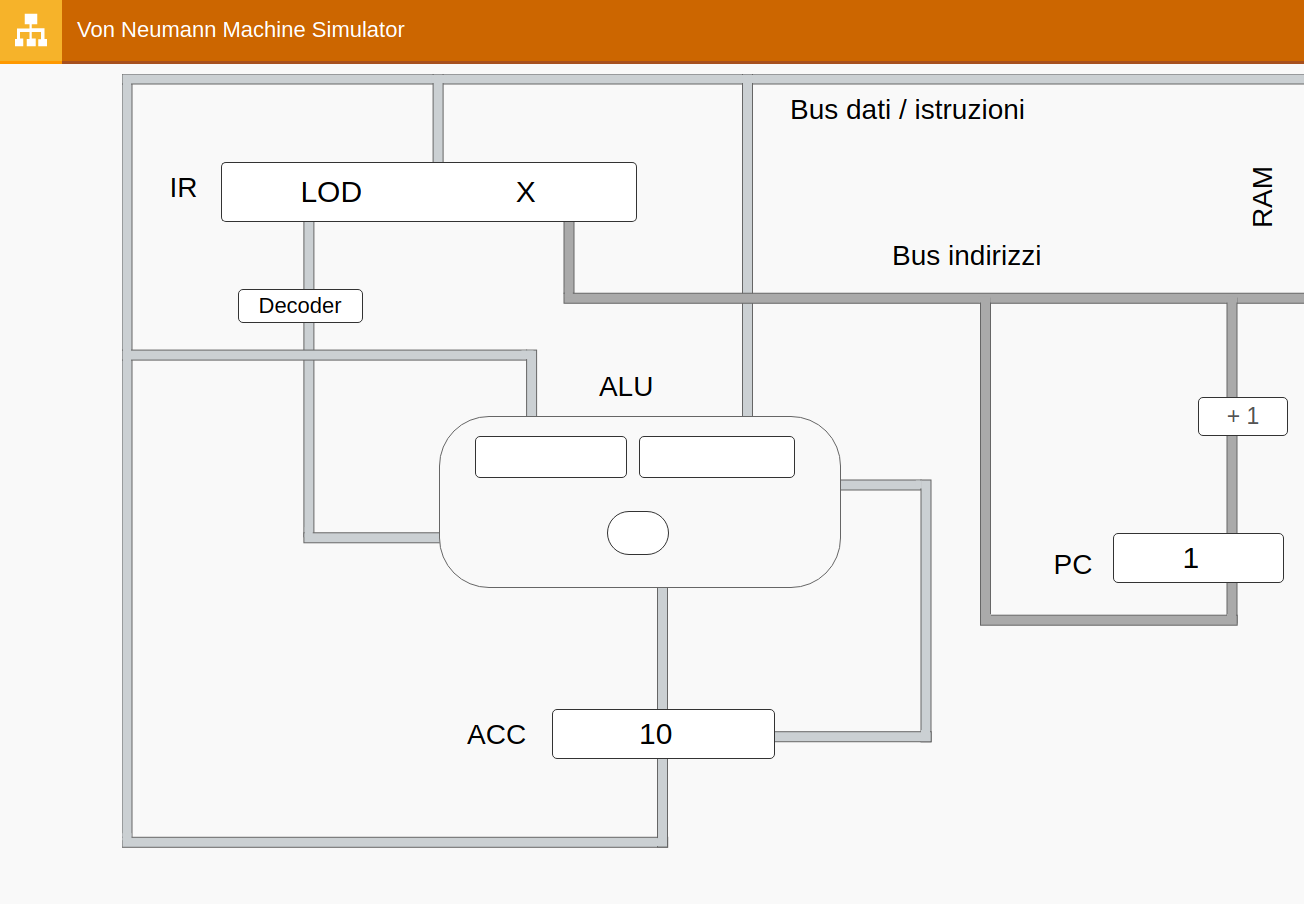 Von Neumann Machine Simulator
Bus dati / istruzioni
RAM
IR
LOD X
Bus indirizzi
Decoder
ALU
+ 1
PC
1
ACC
10